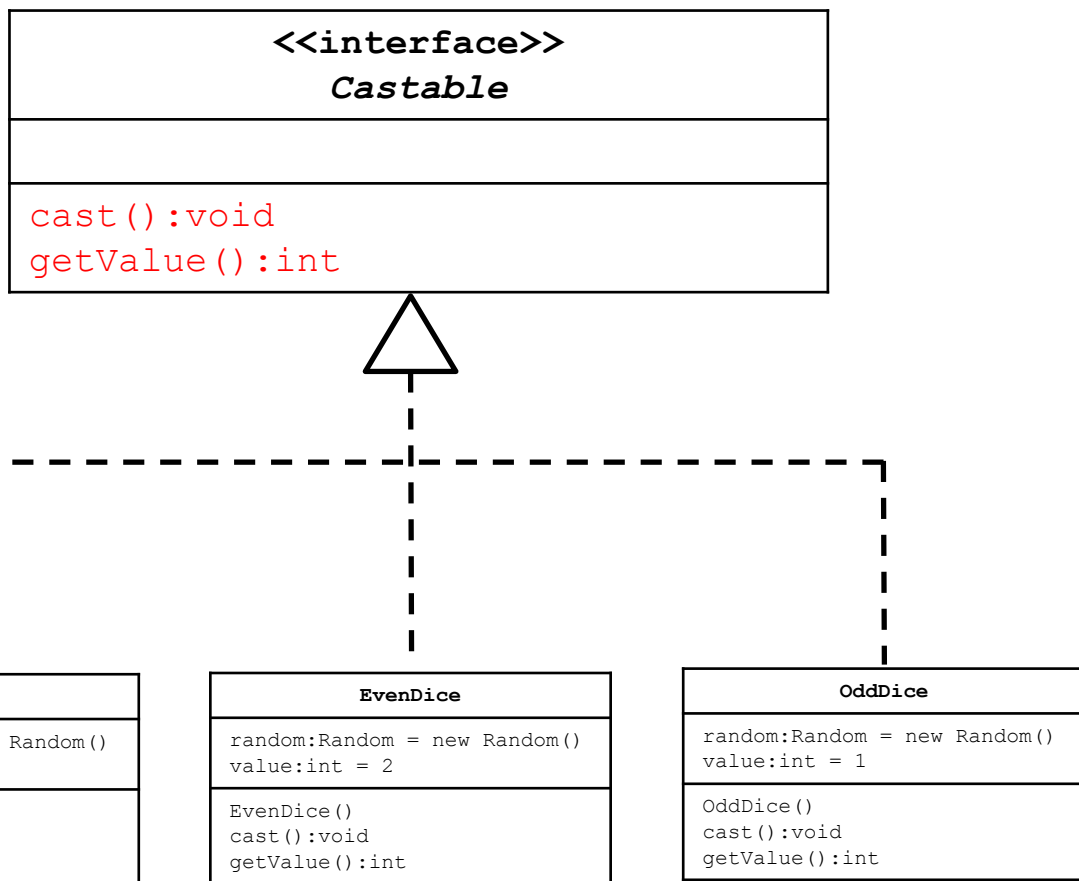 <<interface>>
Castable
cast():void
getValue():int
Random()
EvenDice
random:Random = new Random()
value:int = 2
EvenDice()
cast():void
getValue():int
OddDice
random:Random = new Random()
value:int = 1
OddDice()
cast():void
getValue():int